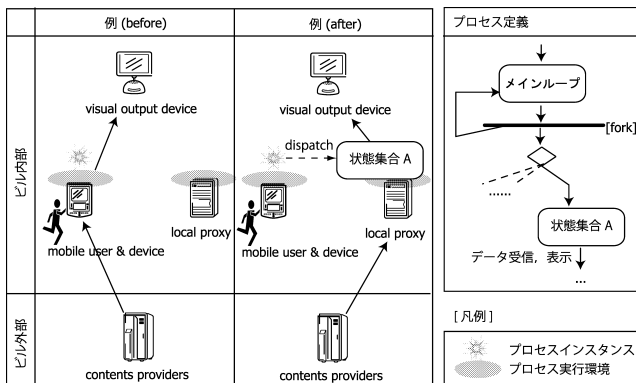 例 (before)
例 (after)
プロセス定義
ビル内部
visual output device
mobile user & device
local proxy
visual output device
dispatch
状態集合 A
mobile user & device
local proxy
メインループ
[fork]
......
状態集合 A
データ受信，表示
...
ビル外部
contents providers
contents providers
[ 凡例 ]
プロセスインスタンス
プロセス実行環境